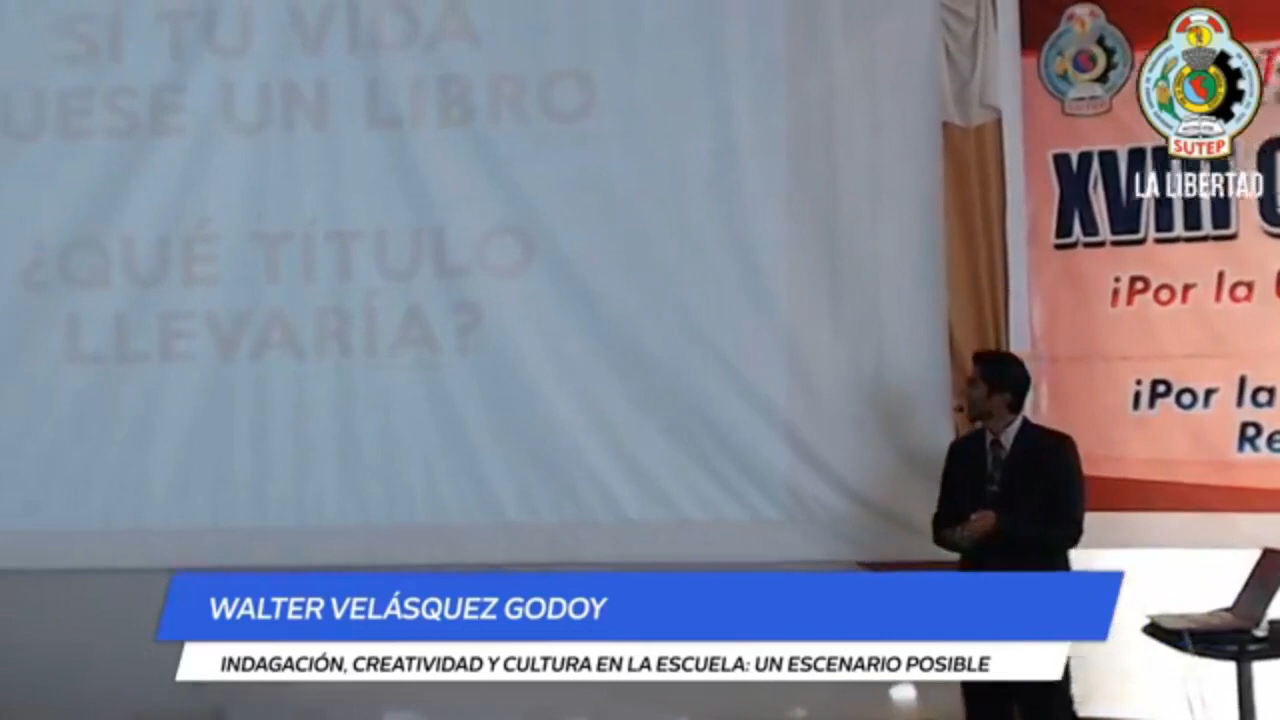 SI TU VIDA
UESE UN LIBRO
¿QUÉ TÍTULO
LLEVARÍA?
SUTEP
LA LIBERTAD
XVIII C
¡Por la
¡Por la
Re
WALTER VELÁSQUEZ GODOY
INDAGACIÓN, CREATIVIDAD Y CULTURA EN LA ESCUELA: UN ESCENARIO POSIBLE